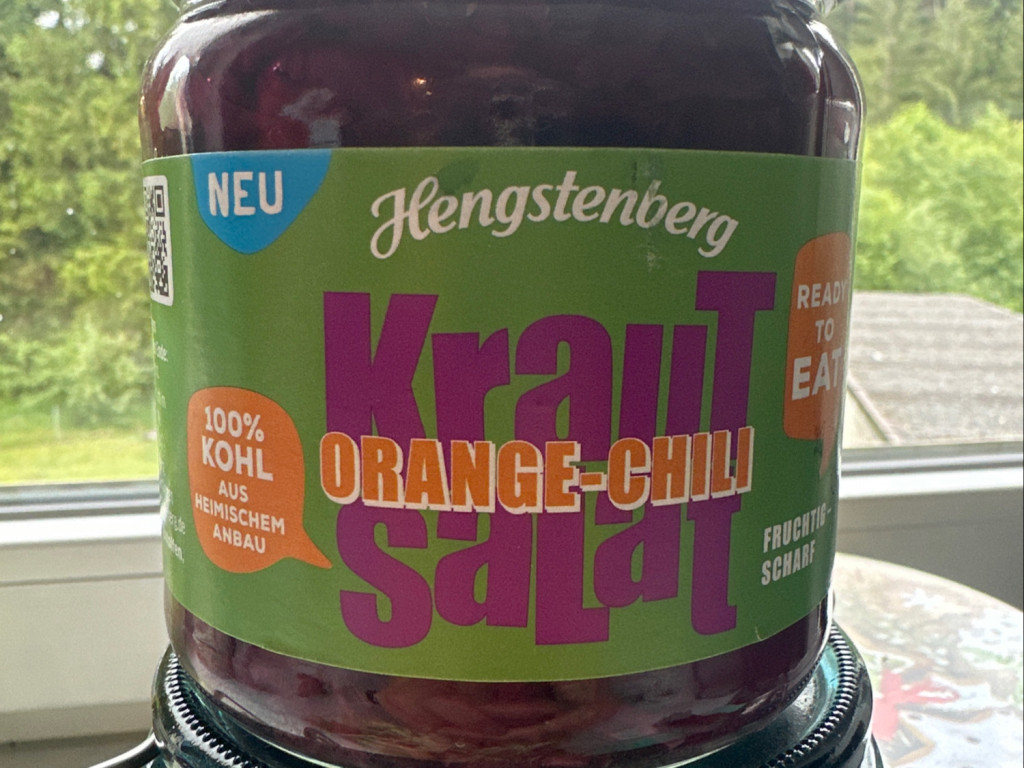 NEU
Hengstenberg
Kraut
ORANGE-CHILI
Salat
READY
TO
EAT!
100%
KOHL
AUS
HEIMISCHEM
ANBAU
FRUCHTIG-
SCHARF